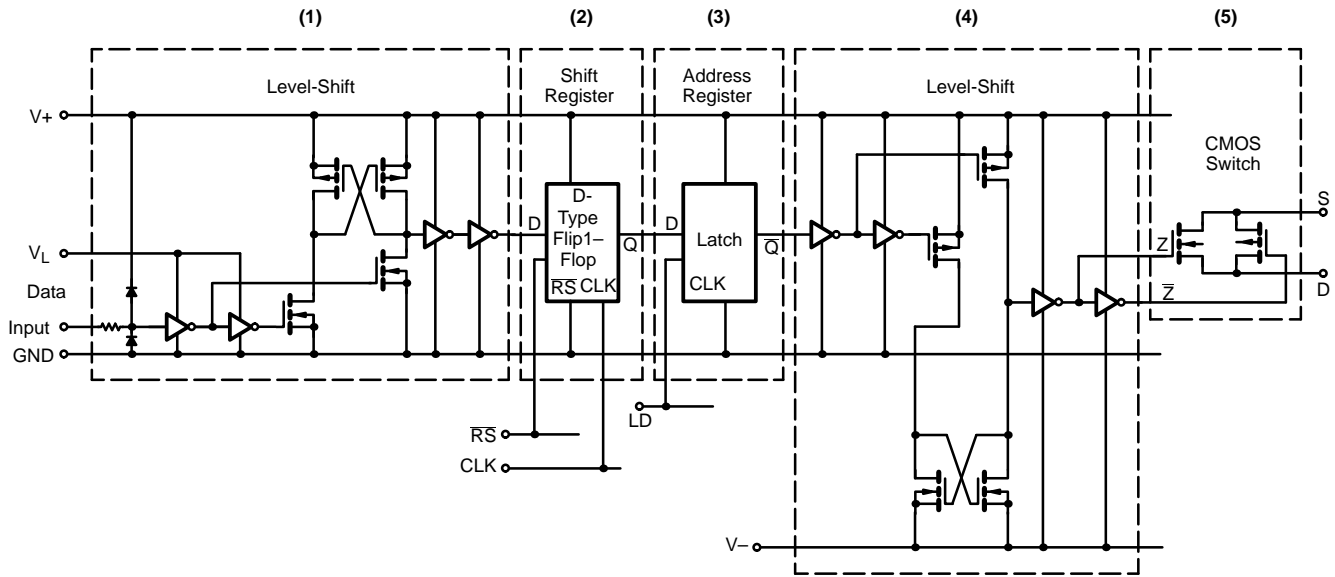 (1)
(2)
(3)
(4)
(5)
Level-Shift
Shift
Register
Address
Register
Level-Shift
CMOS
Switch
V+
VL
Data
Input
GND
D
D-
Type
Flip1–
Flop
RS CLK
Q
D
Latch
CLK
Q
Z
Z
S
D
RS
CLK
LD
V–